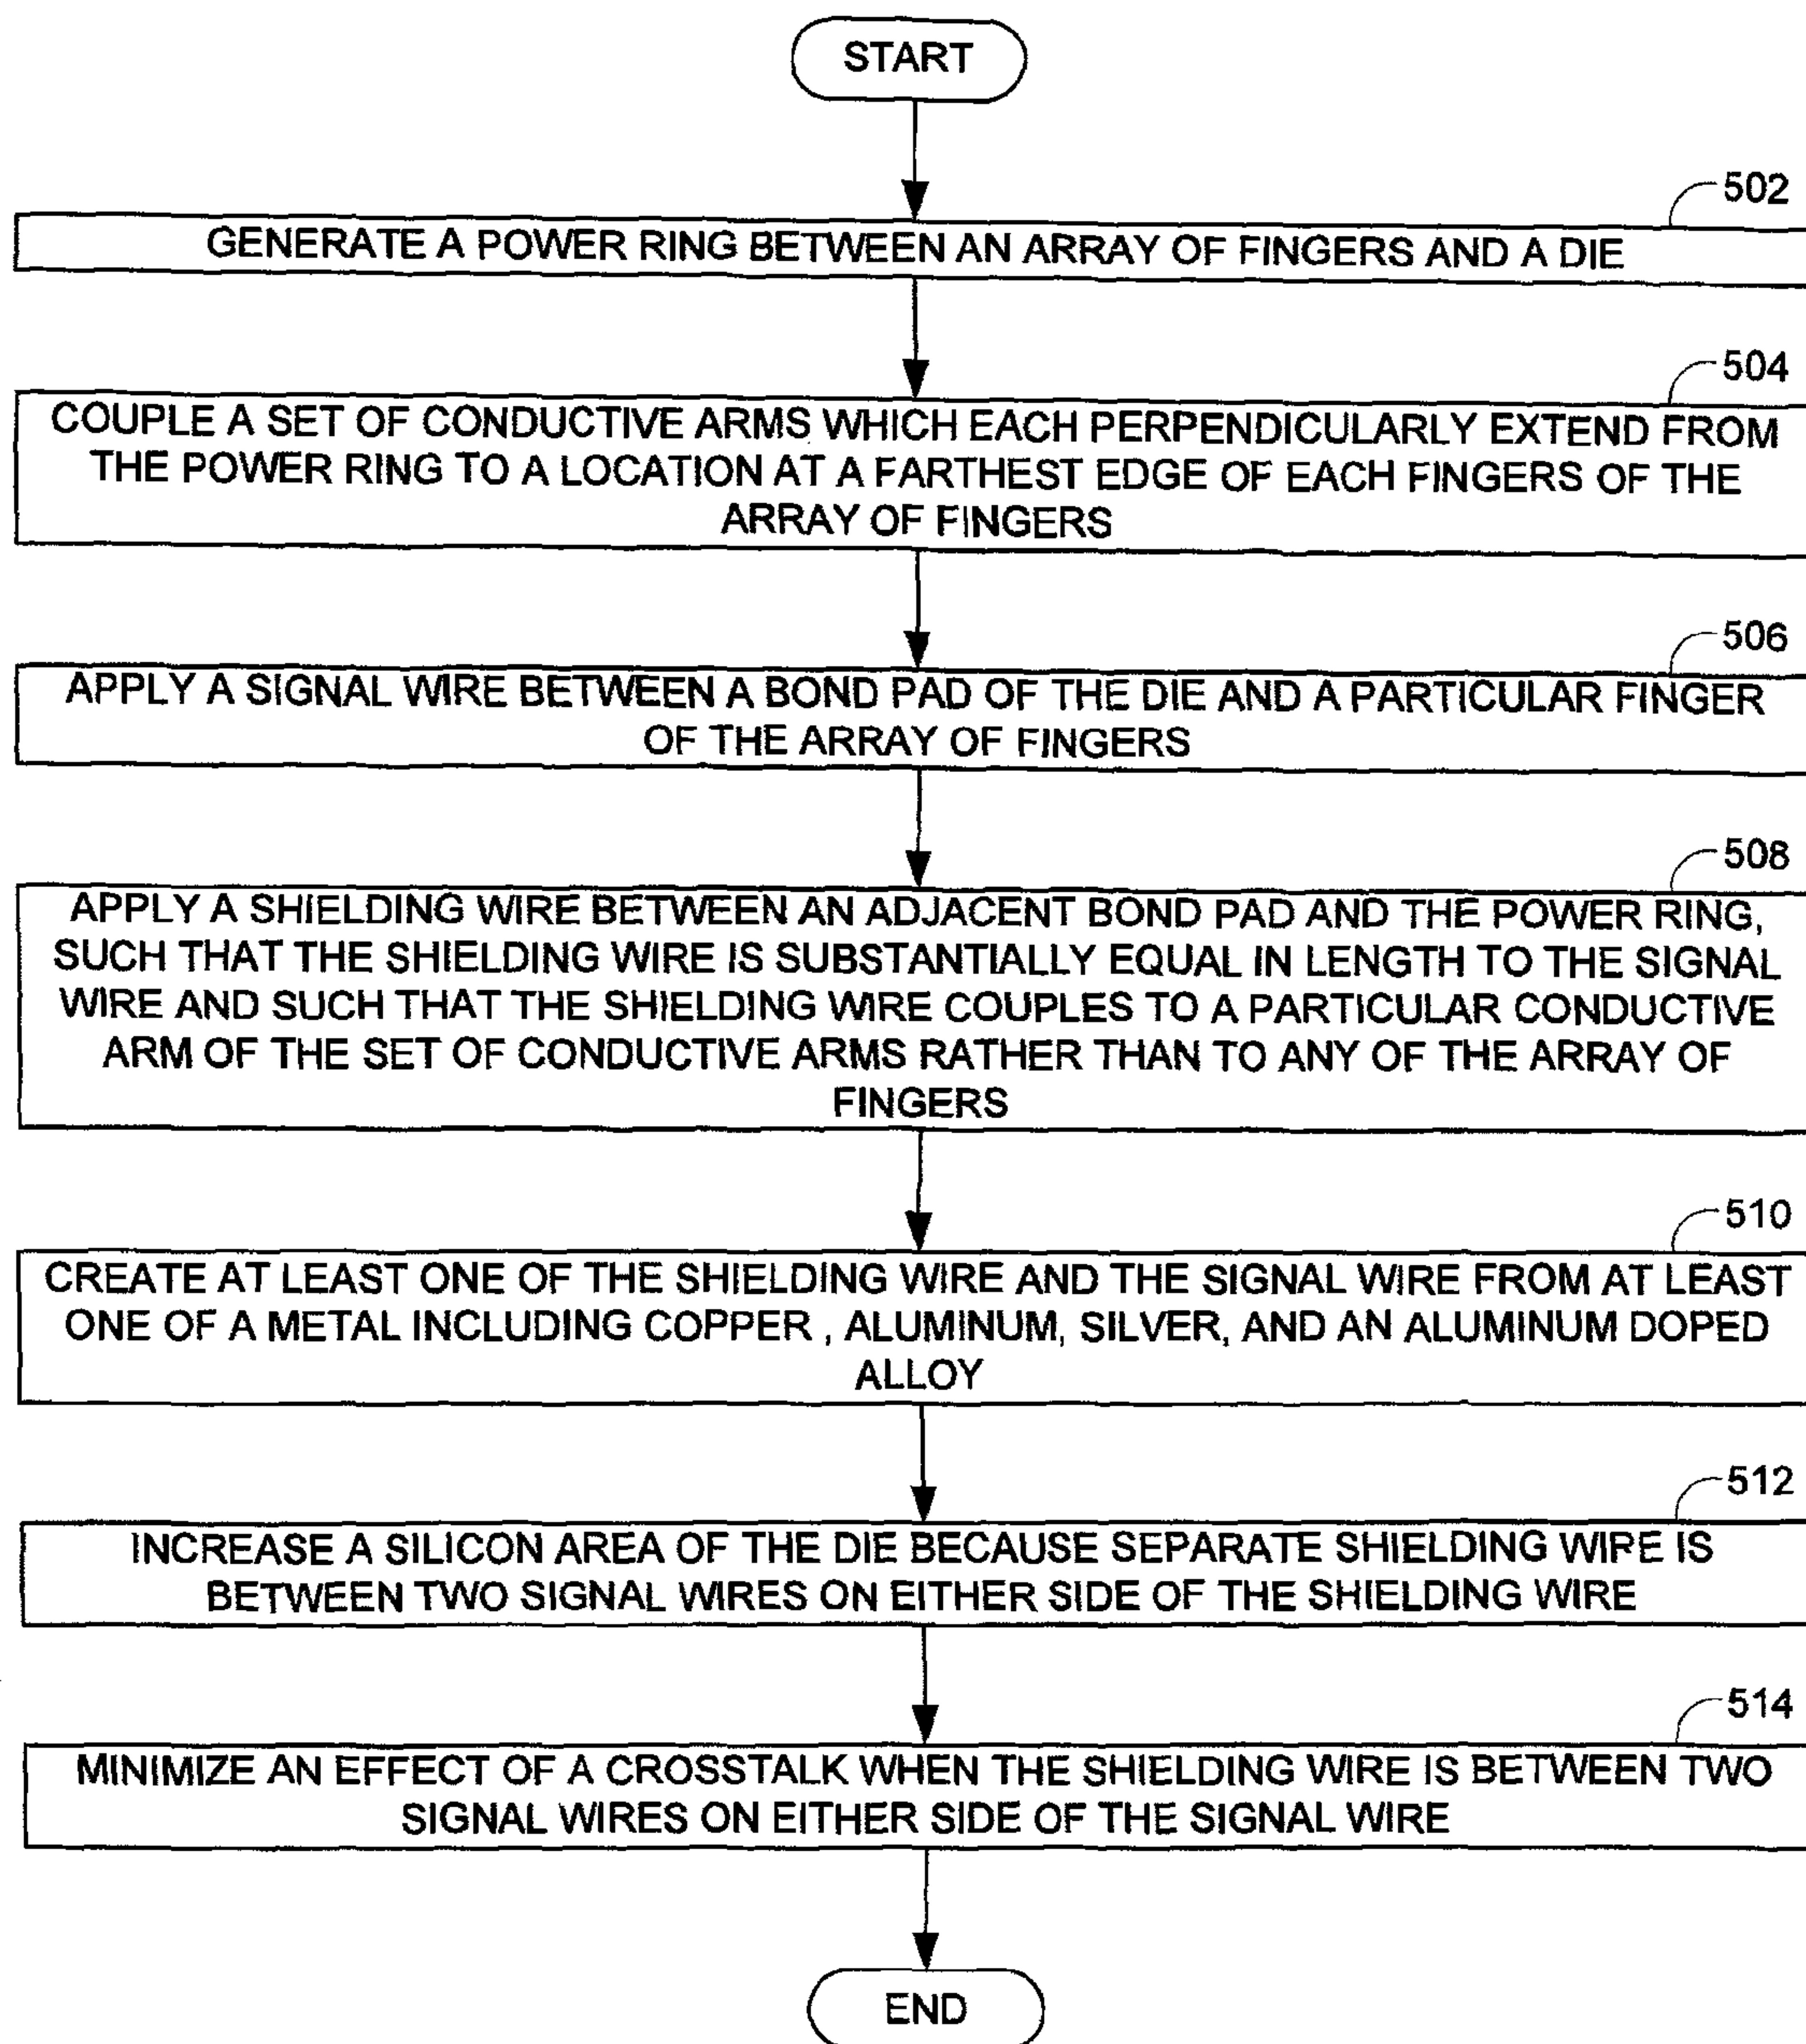 START
502
GENERATE A POWER RING BETWEEN AN ARRAY OF FINGERS AND A DIE
504
COUPLE A SET OF CONDUCTIVE ARMS WHICH EACH PERPENDICULARLY EXTEND FROM
THE POWER RING TO A LOCATION AT A FARTHEST EDGE OF EACH FINGERS OF THE
ARRAY OF FINGERS
506
APPLY A SIGNAL WIRE BETWEEN A BOND PAD OF THE DIE AND A PARTICULAR FINGER
OF THE ARRAY OF FINGERS
508
APPLY A SHIELDING WIRE BETWEEN AN ADJACENT BOND PAD AND THE POWER RING,
SUCH THAT THE SHIELDING WIRE IS SUBSTANTIALLY EQUAL IN LENGTH TO THE SIGNAL
WIRE AND SUCH THAT THE SHIELDING WIRE COUPLES TO A PARTICULAR CONDUCTIVE
ARM OF THE SET OF CONDUCTIVE ARMS RATHER THAN TO ANY OF THE ARRAY OF
FINGERS
510
CREATE AT LEAST ONE OF THE SHIELDING WIRE AND THE SIGNAL WIRE FROM AT LEAST
ONE OF A METAL INCLUDING COPPER , ALUMINUM, SILVER, AND AN ALUMINUM DOPED
ALLOY
512
INCREASE A SILICON AREA OF THE DIE BECAUSE SEPARATE SHIELDING WIRE IS
BETWEEN TWO SIGNAL WIRES ON EITHER SIDE OF THE SHIELDING WIRE
514
MINIMIZE AN EFFECT OF A CROSSTALK WHEN THE SHIELDING WIRE IS BETWEEN TWO
SIGNAL WIRES ON EITHER SIDE OF THE SIGNAL WIRE
END